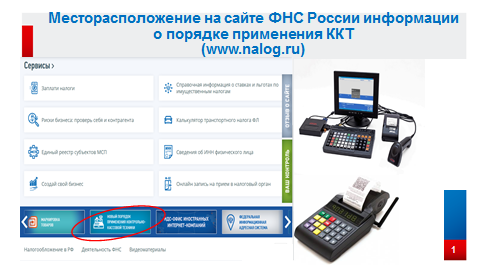 Месторасположение на сайте ФНС России информации
о порядке применения ККТ
(www.nalog.ru)
Сервисы >
Заплати налоги
Справочная информация о ставках и льготах по
имущественным налогам
Риски бизнеса: проверь себя и контрагента
Калькулятор транспортного налога ФЛ
Единый реестр субъектов МСП
Сведения об ИНН физического лица
Создай свой бизнес
Онлайн запись на прием в налоговый орган
ОТЗЫВ О САЙТЕ
ВАШ КОНТРОЛЬ
МАРКИРОВКА
ТОВАРОВ
НОВЫЙ ПОРЯДОК
ПРИМЕНЕНИЯ КОНТРОЛЬНО-
КАССОВОЙ ТЕХНИКИ
НДС-ОФИС ИНОСТРАННЫХ
ИНТЕРНЕТ-КОМПАНИЙ
ФЕДЕРАЛЬНАЯ
ИНФОРМАЦИОННАЯ
АДРЕСНАЯ СИСТЕМА
Налогообложение в РФ
Деятельность ФНС
Видеоматериалы
1